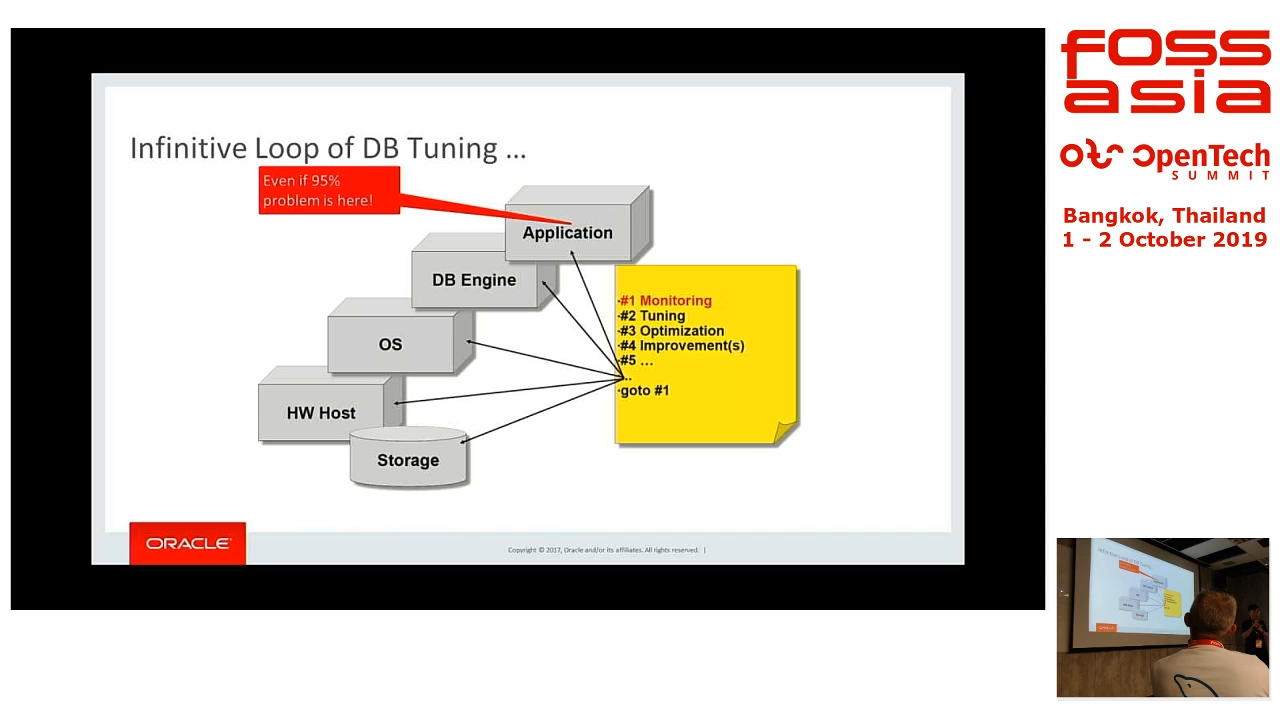 Infinitive Loop of DB Tuning ...
Even if 95%
problem is here!
Application
DB Engine
OS
HW Host
Storage
#1 Monitoring
#2 Tuning
#3 Optimization
#4 Improvement(s)
#5 ...
...
goto #1
ORACLE
Copyright © 2017, Oracle and/or its affiliates. All rights reserved. |
fOSS
asia
OpenTech
SUMMIT
Bangkok, Thailand
1 - 2 October 2019